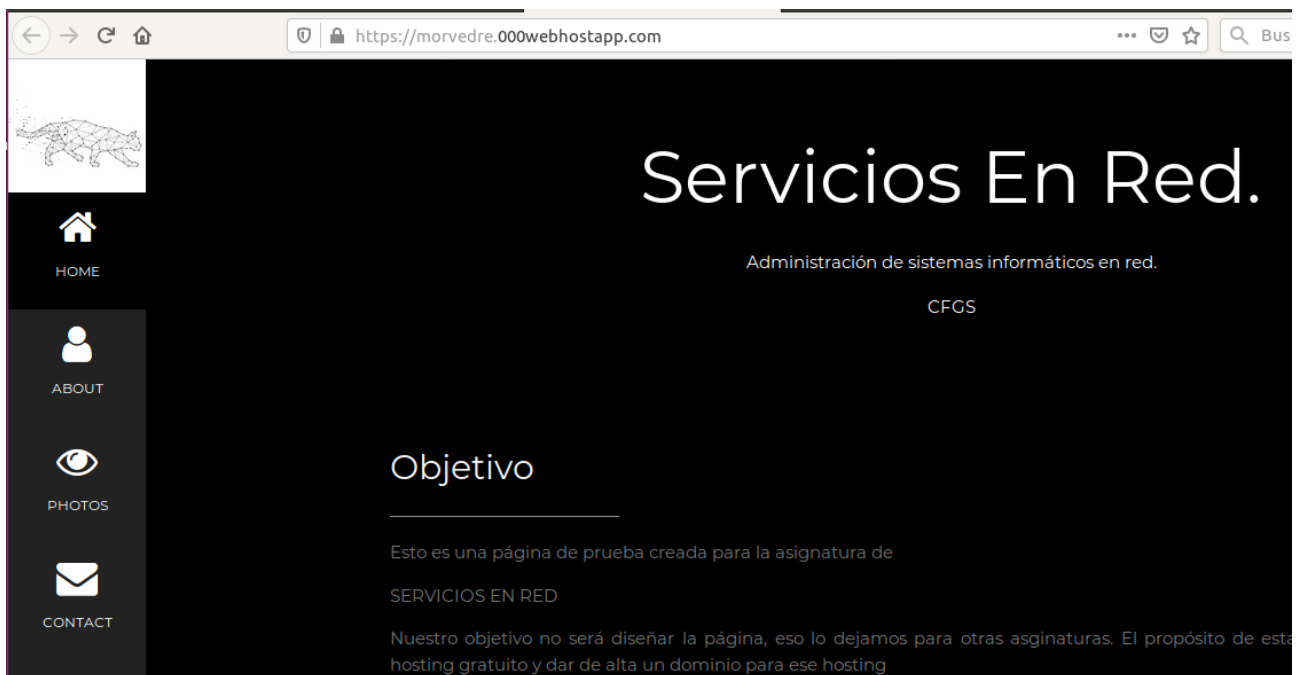 https://morvedre.000webhostapp.com
Bus
Servicios En Red.
Administración de sistemas informáticos en red.
CFGS
HOME
ABOUT
PHOTOS
CONTACT
Objetivo
Esto es una página de prueba creada para la asignatura de
SERVICIOS EN RED
Nuestro objetivo no será diseñar la página, eso lo dejamos para otras asginaturas. El propósito de esta
hosting gratuito y dar de alta un dominio para ese hosting